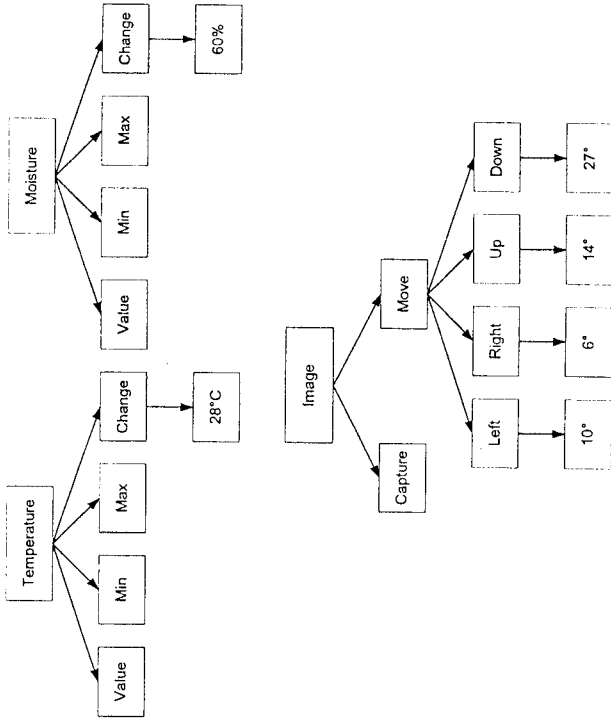 Temperature
Value
Min
Max
Change
28°C
Moisture
Value
Min
Max
Change
60%
Image
Capture
Move
Left
Right
Up
Down
10°
6°
14°
27°